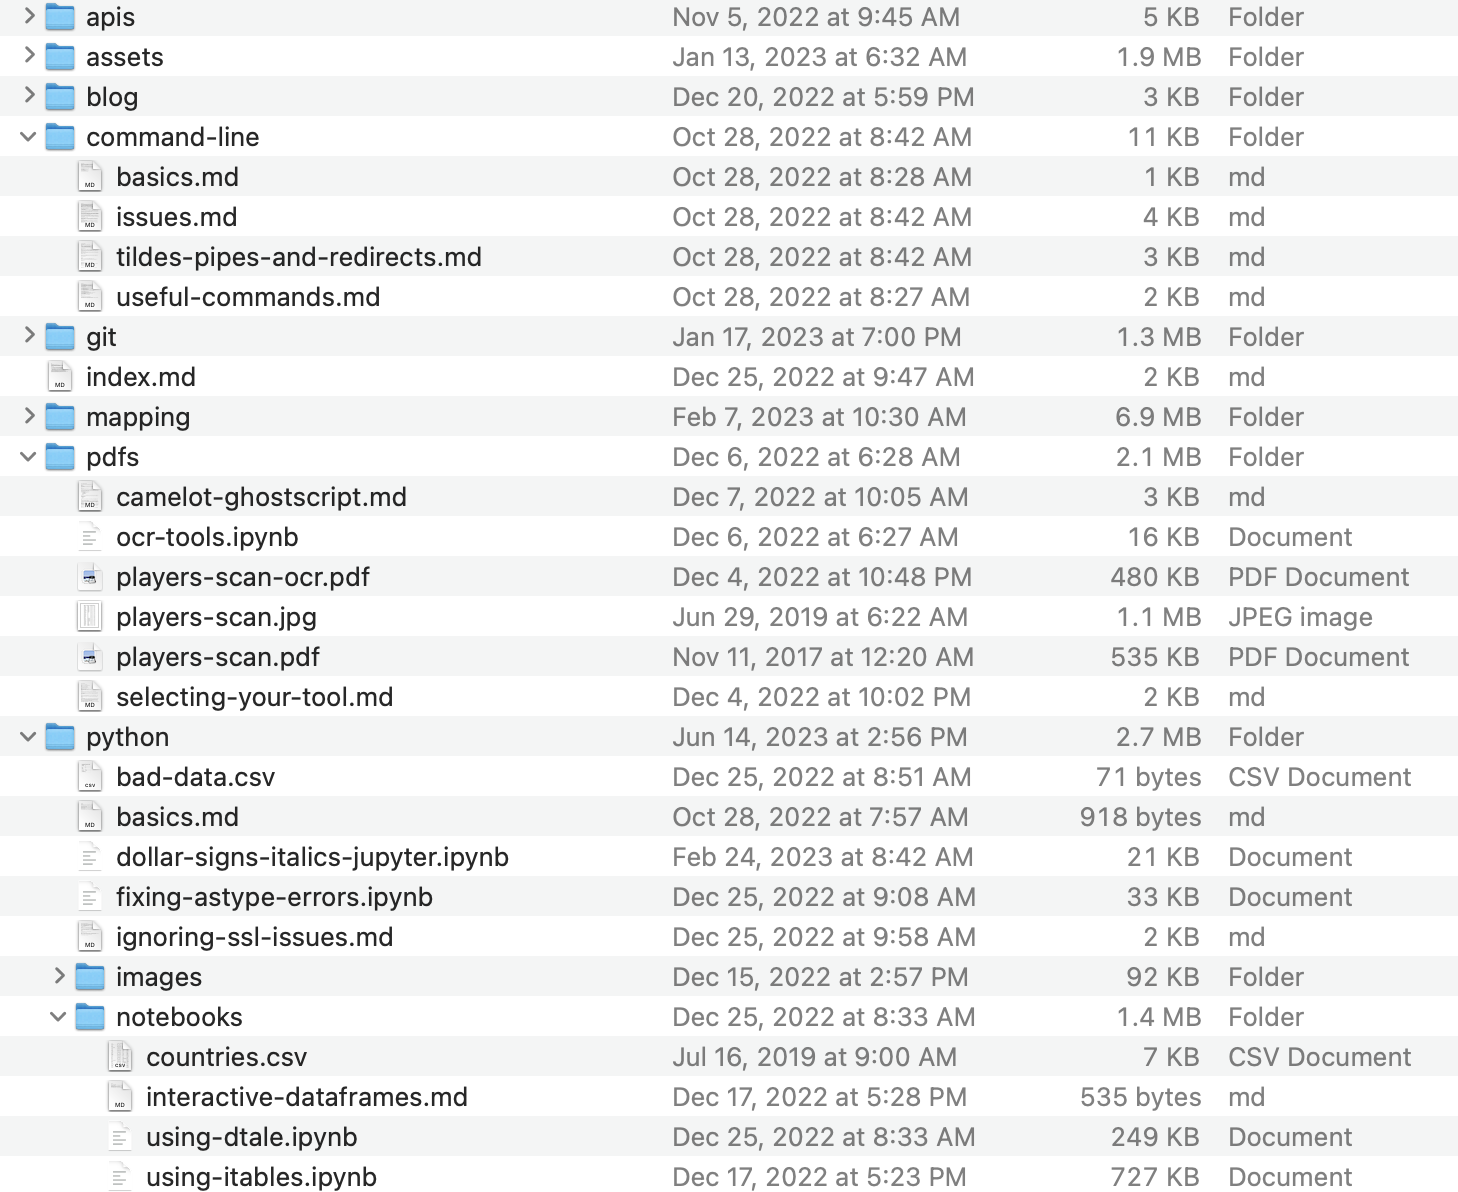 apis Nov 5, 2022 at 9:45 AM 5 KB Folder
assets Jan 13, 2023 at 6:32 AM 1.9 MB Folder
blog Dec 20, 2022 at 5:59 PM 3 KB Folder
command-line Oct 28, 2022 at 8:42 AM 11 KB Folder
basics.md Oct 28, 2022 at 8:28 AM 1 KB md
issues.md Oct 28, 2022 at 8:42 AM 4 KB md
tildes-pipes-and-redirects.md Oct 28, 2022 at 8:42 AM 3 KB md
useful-commands.md Oct 28, 2022 at 8:27 AM 2 KB md
git Jan 17, 2023 at 7:00 PM 1.3 MB Folder
index.md Dec 25, 2022 at 9:47 AM 2 KB md
mapping Feb 7, 2023 at 10:30 AM 6.9 MB Folder
pdfs Dec 6, 2022 at 6:28 AM 2.1 MB Folder
camelot-ghostscript.md Dec 7, 2022 at 10:05 AM 3 KB md
ocr-tools.ipynb Dec 6, 2022 at 6:27 AM 16 KB Document
players-scan-ocr.pdf Dec 4, 2022 at 10:48 PM 480 KB PDF Document
players-scan.jpg Jun 29, 2019 at 6:22 AM 1.1 MB JPEG image
players-scan.pdf Nov 11, 2017 at 12:20 AM 535 KB PDF Document
selecting-your-tool.md Dec 4, 2022 at 10:02 PM 2 KB md
python Jun 14, 2023 at 2:56 PM 2.7 MB Folder
bad-data.csv Dec 25, 2022 at 8:51 AM 71 bytes CSV Document
basics.md Oct 28, 2022 at 7:57 AM 918 bytes md
dollar-signs-italics-jupyter.ipynb Feb 24, 2023 at 8:42 AM 21 KB Document
fixing-astype-errors.ipynb Dec 25, 2022 at 9:08 AM 33 KB Document
ignoring-ssl-issues.md Dec 25, 2022 at 9:58 AM 2 KB md
images Dec 15, 2022 at 2:57 PM 92 KB Folder
notebooks Dec 25, 2022 at 8:33 AM 1.4 MB Folder
countries.csv Jul 16, 2019 at 9:00 AM 7 KB CSV Document
interactive-dataframes.md Dec 17, 2022 at 5:28 PM 535 bytes md
using-dtale.ipynb Dec 25, 2022 at 8:33 AM 249 KB Document
using-itables.ipynb Dec 17, 2022 at 5:23 PM 727 KB Document